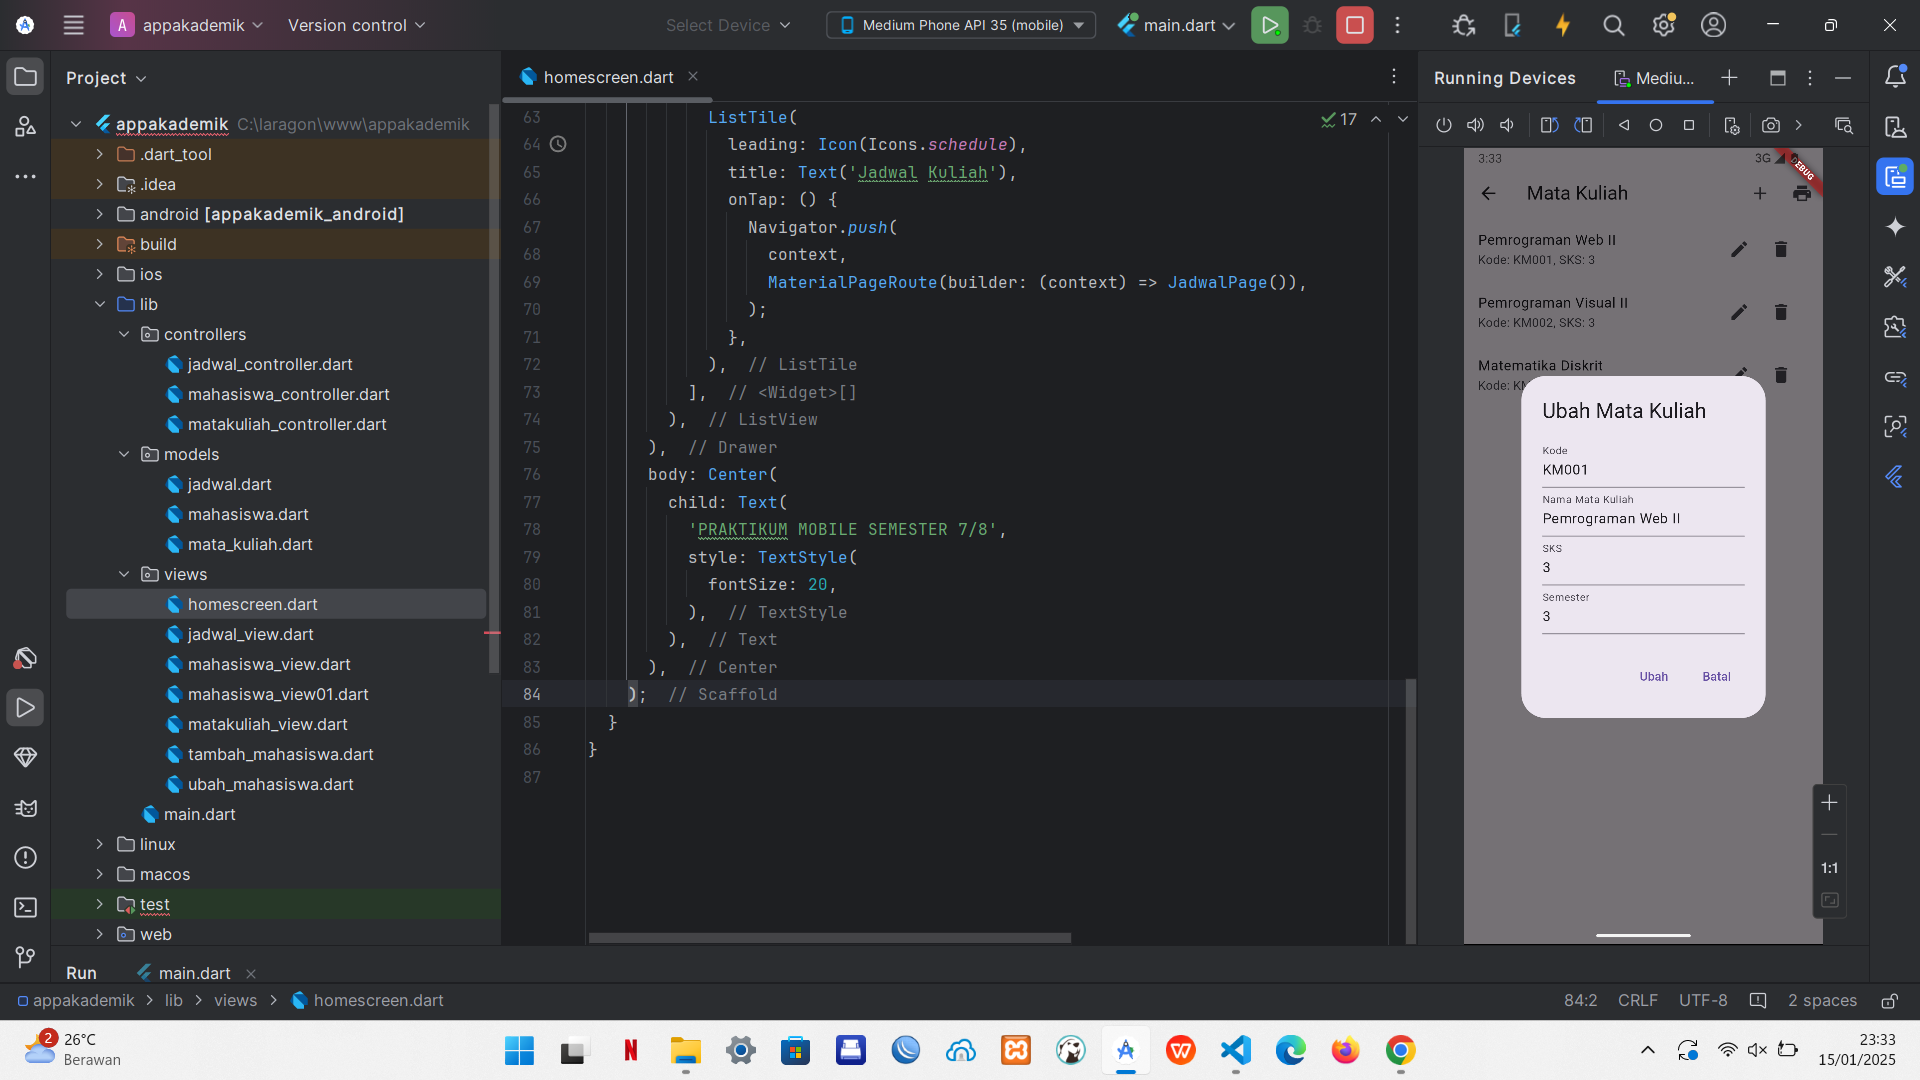 A appakademik
Version control
Select Device
Medium Phone API 35 (mobile)
main.dart
Project
homescreen.dart
Running Devices
Mediu...
appakademik C:\laragon\www\appakademik
.dart_tool
.idea
android [appakademik_android]
build
ios
lib
controllers
jadwal_controller.dart
mahasiswa_controller.dart
matakuliah_controller.dart
models
jadwal.dart
mahasiswa.dart
mata_kuliah.dart
views
homescreen.dart
jadwal_view.dart
mahasiswa_view.dart
mahasiswa_view01.dart
matakuliah_view.dart
tambah_mahasiswa.dart
ubah_mahasiswa.dart
main.dart
linux
macos
test
web
17
63 ListTile(
64 leading: Icon(Icons.schedule),
65 title: Text('Jadwal Kuliah'),
66 onTap: () {
67 Navigator.push(
68 context,
69 MaterialPageRoute(builder: (context) => JadwalPage()),
70 );
71 },
72 ), // ListTile
73 ], // <Widget>[]
74 ), // ListView
75 ), // Drawer
76 body: Center(
77 child: Text(
78 'PRAKTIKUM MOBILE SEMESTER 7/8',
79 style: TextStyle(
80 fontSize: 20,
81 ), // TextStyle
82 ), // Text
83 ), // Center
84 ); // Scaffold
85 }
86 }
87
3:33
3G
DEBUG
Mata Kuliah
Pemrograman Web II
Kode: KM001, SKS: 3
Pemrograman Visual II
Kode: KM002, SKS: 3
Matematika Diskrit
Kode: KM
Ubah Mata Kuliah
Kode
KM001
Nama Mata Kuliah
Pemrograman Web II
SKS
3
Semester
3
Ubah
Batal
1:1
Run
main.dart
appakademik > lib > views > homescreen.dart
84:2
CRLF
UTF-8
2 spaces
2
26°C
Berawan
N
W
23:33
15/01/2025